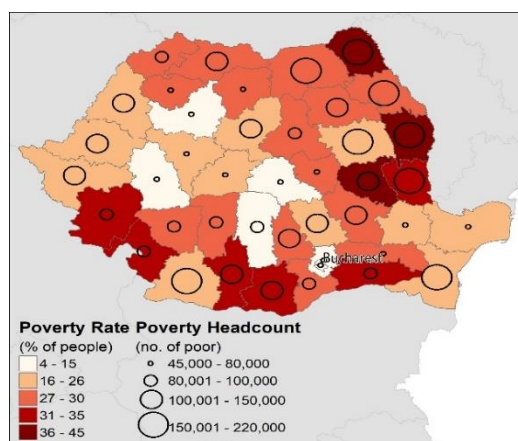 Bucharest
Poverty Rate Poverty Headcount
(% of people) (no. of poor)
4 - 15 45,000 - 80,000
16 - 26 80,001 - 100,000
27 - 30 100,001 - 150,000
31 - 35
36 - 45 150,001 - 220,000